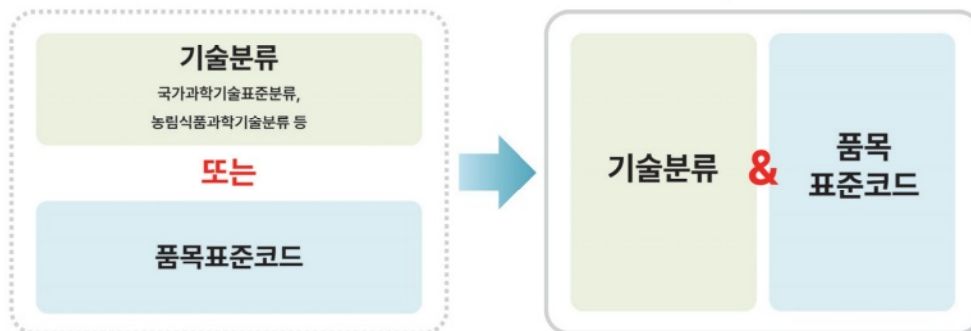 기술분류
국가과학기술표준분류,
농림식품과학기술분류 등
또는
품목표준코드
기술분류
&
품목
표준코드